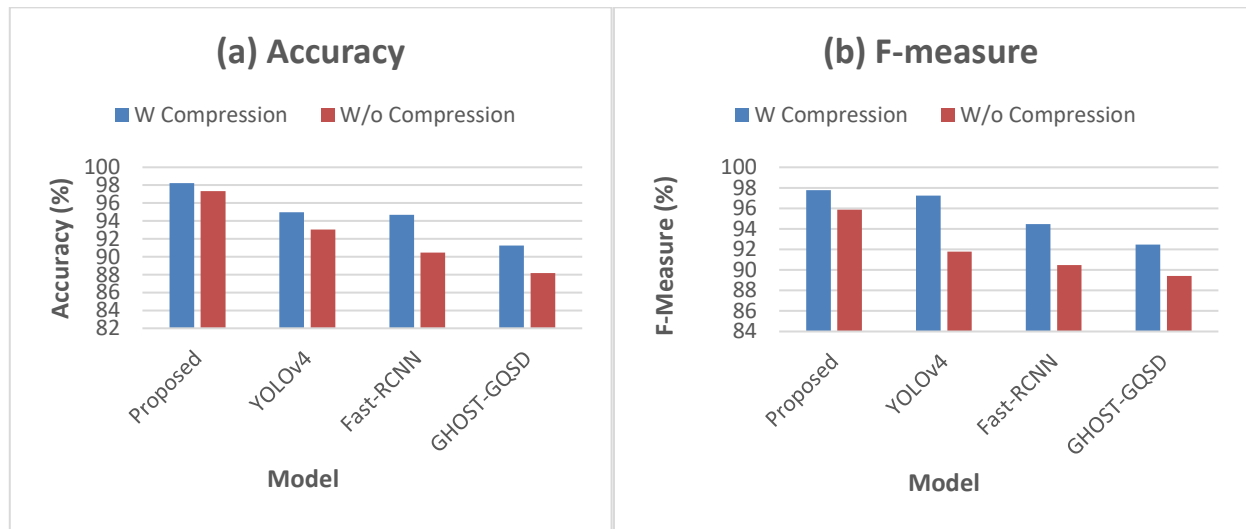 (a) Accuracy
W Compression W/o Compression
Accuracy (%)
100
98
96
94
92
90
88
86
84
82
Proposed
YOLOv4
Fast-RCNN
GHOST-GQSD
Model
(b) F-measure
W Compression W/o Compression
F-Measure (%)
100
98
96
94
92
90
88
86
84
Proposed
YOLOv4
Fast-RCNN
GHOST-GQSD
Model